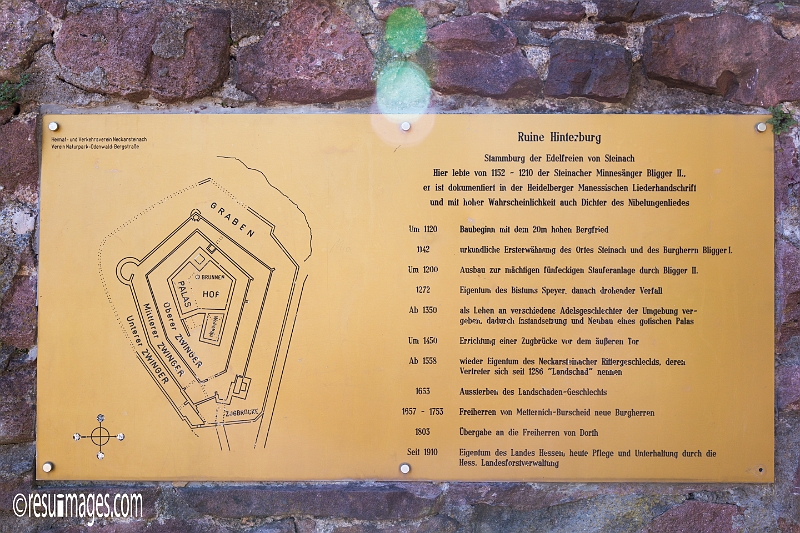 Heimat- und Verkehrsverein Neckarsteinach
Verein Naturpark-Odenwald-Bergstraße
GRABEN
BRUNNEN
PALAS
HOF
Oberer ZWINGER
Mittlerer ZWINGER
Unterer ZWINGER
ZUGBRÜCKE
Ruine Hinterburg
Stammburg der Edelfreien von Steinach
Hier lebte von 1152 - 1210 der Steinacher Minnesänger Bligger II.,
er ist dokumentiert in der Heidelberger Manessischen Liederhandschrift
und mit hoher Wahrscheinlichkeit auch Dichter des Nibelungenliedes
Um 1120 Baubeginn mit dem 20m hohen Bergfried
1142 urkundliche Ersterwähnung des Ortes Steinach und des Burgherrn Bligger I.
Um 1200 Ausbau zur mächtigen fünfeckigen Stauferanlage durch Bligger II.
1272 Eigentum des Bistums Speyer, danach drohender Verfall
Ab 1350 als Lehen an verschiedene Adelsgeschlechter der Umgebung ver-
geben, dadurch Instandsetzung und Neubau eines gotischen Palas
Um 1450 Errichtung einer Zugbrücke vor dem äußeren Tor
Ab 1558 wieder Eigentum des Neckarsteinacher Rittergeschlechts, deren
Vertreter sich seit 1286 "Landschad" nennen
1653 Aussterben des Landschaden-Geschlechts
1657 - 1753 Freiherren von Metternich-Burscheid neue Burgherren
1803 Übergabe an die Freiherren von Dorth
Seit 1910 Eigentum des Landes Hessen; heute Pflege und Unterhaltung durch die
Hess. Landesforstverwaltung
©resu-images.com